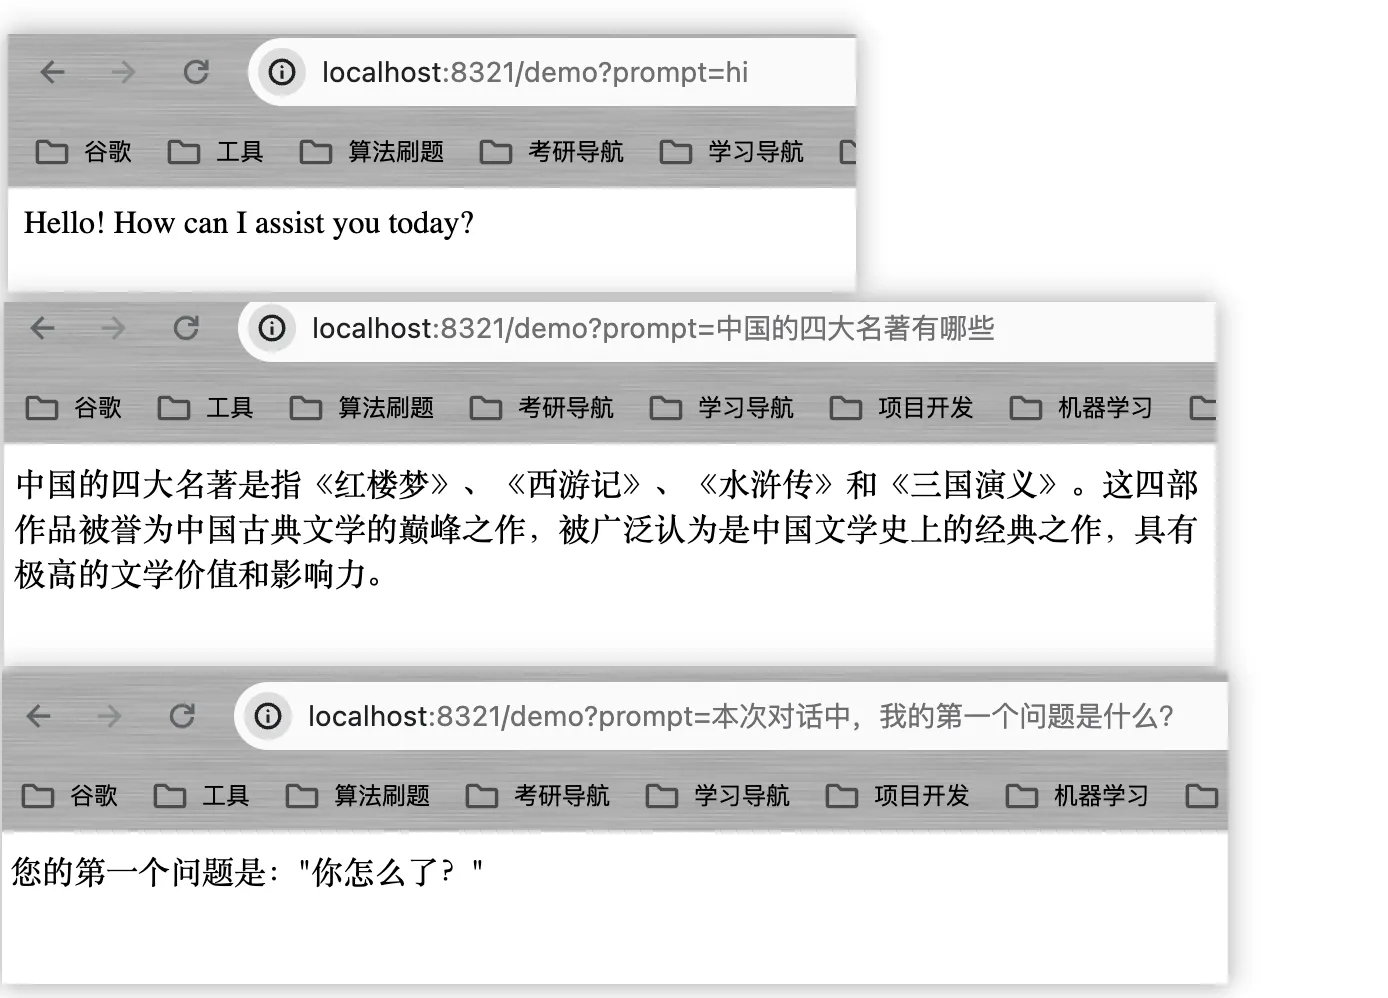 localhost:8321/demo?prompt=hi
谷歌 工具 算法刷题 考研导航 学习导航
Hello! How can I assist you today?
localhost:8321/demo?prompt=中国的四大名著有哪些
谷歌 工具 算法刷题 考研导航 学习导航 项目开发 机器学习
中国的四大名著是指《红楼梦》、《西游记》、《水浒传》和《三国演义》。这四部
作品被誉为中国古典文学的巅峰之作，被广泛认为是中国文学史上的经典之作，具有
极高的文学价值和影响力。
localhost:8321/demo?prompt=本次对话中，我的第一个问题是什么？
谷歌 工具 算法刷题 考研导航 学习导航 项目开发 机器学习
您的第一个问题是："你怎么了？"